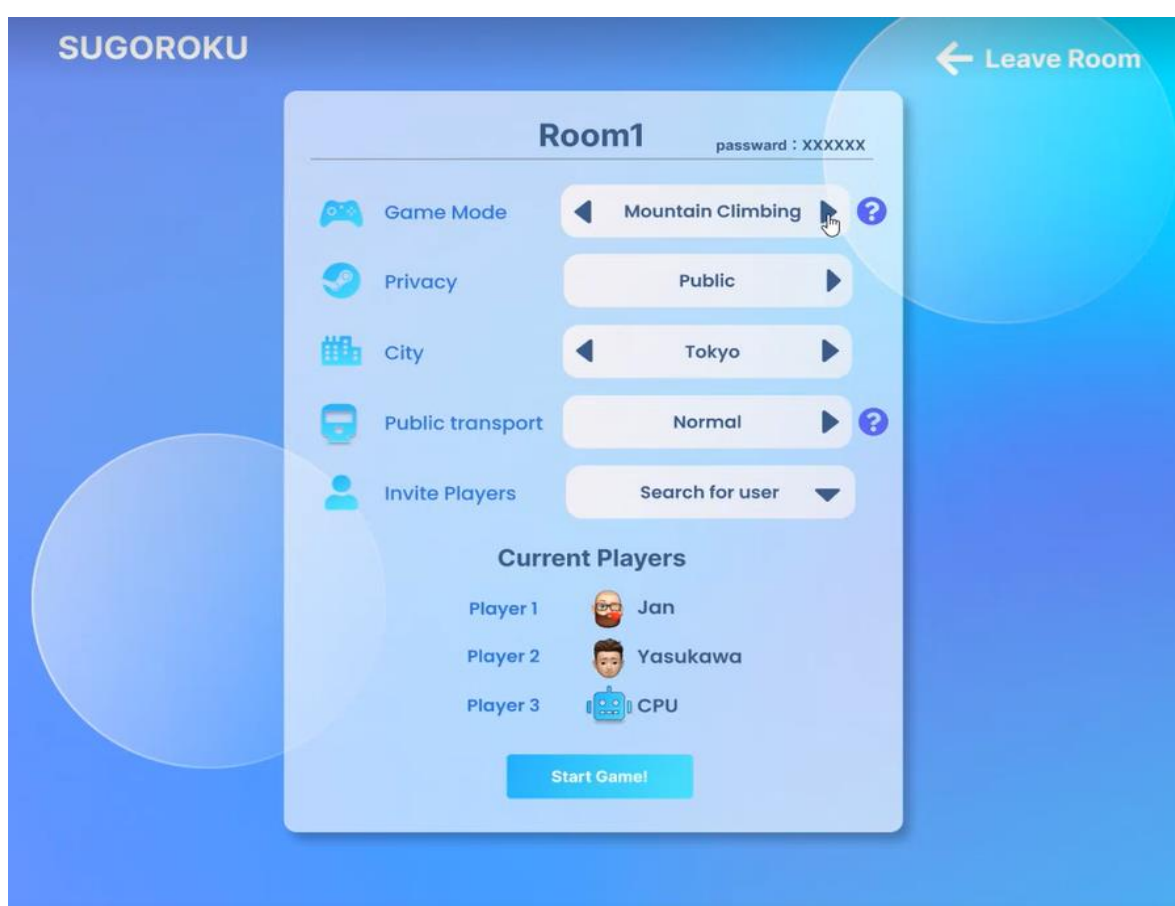 SUGOROKU
Leave Room
Room1
passward : XXXXXX
Game Mode
Mountain Climbing
?
Privacy
Public
City
Tokyo
Public transport
Normal
?
Invite Players
Search for user
Current Players
Player 1
Jan
Player 2
Yasukawa
Player 3
CPU
Start Game!